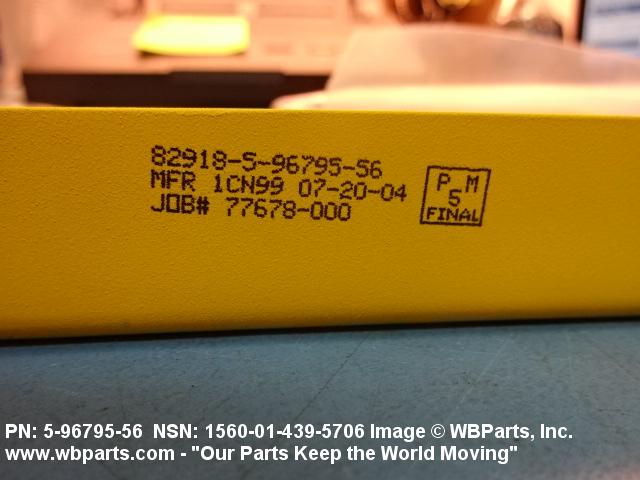 82918-5-96795-56
MFR 1CN99 07-20-04
JOB# 77678-000
P M
5
FINAL
PN: 5-96795-56 NSN: 1560-01-439-5706 Image © WBParts, Inc.
www.wbparts.com - "Our Parts Keep the World Moving"